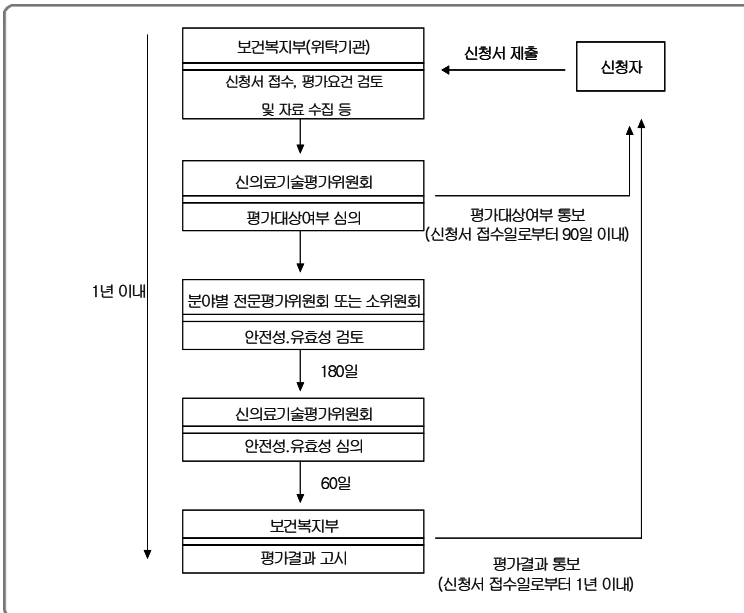 보건복지부(위탁기관)
신청서 접수, 평가요건 검토
및 자료 수집 등
신청서 제출
신청자
신의료기술평가위원회
평가대상여부 심의
평가대상여부 통보
(신청서 접수일로부터 90일 이내)
1년 이내
분야별 전문평가위원회 또는 소위원회
안전성.유효성 검토
180일
신의료기술평가위원회
안전성.유효성 심의
60일
보건복지부
평가결과 고시
평가결과 통보
(신청서 접수일로부터 1년 이내)